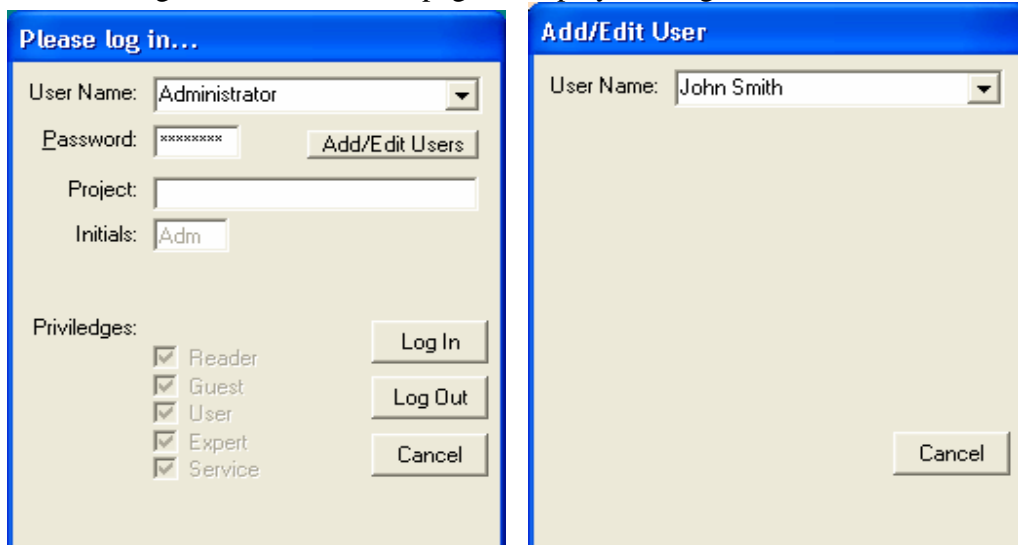 Please log in...
User Name: Administrator
Password: ******** Add/Edit Users
Project:
Initials: Adm
Priviledges:
Reader
Guest
User
Expert
Service
Log In
Log Out
Cancel
Add/Edit User
User Name: John Smith
Cancel